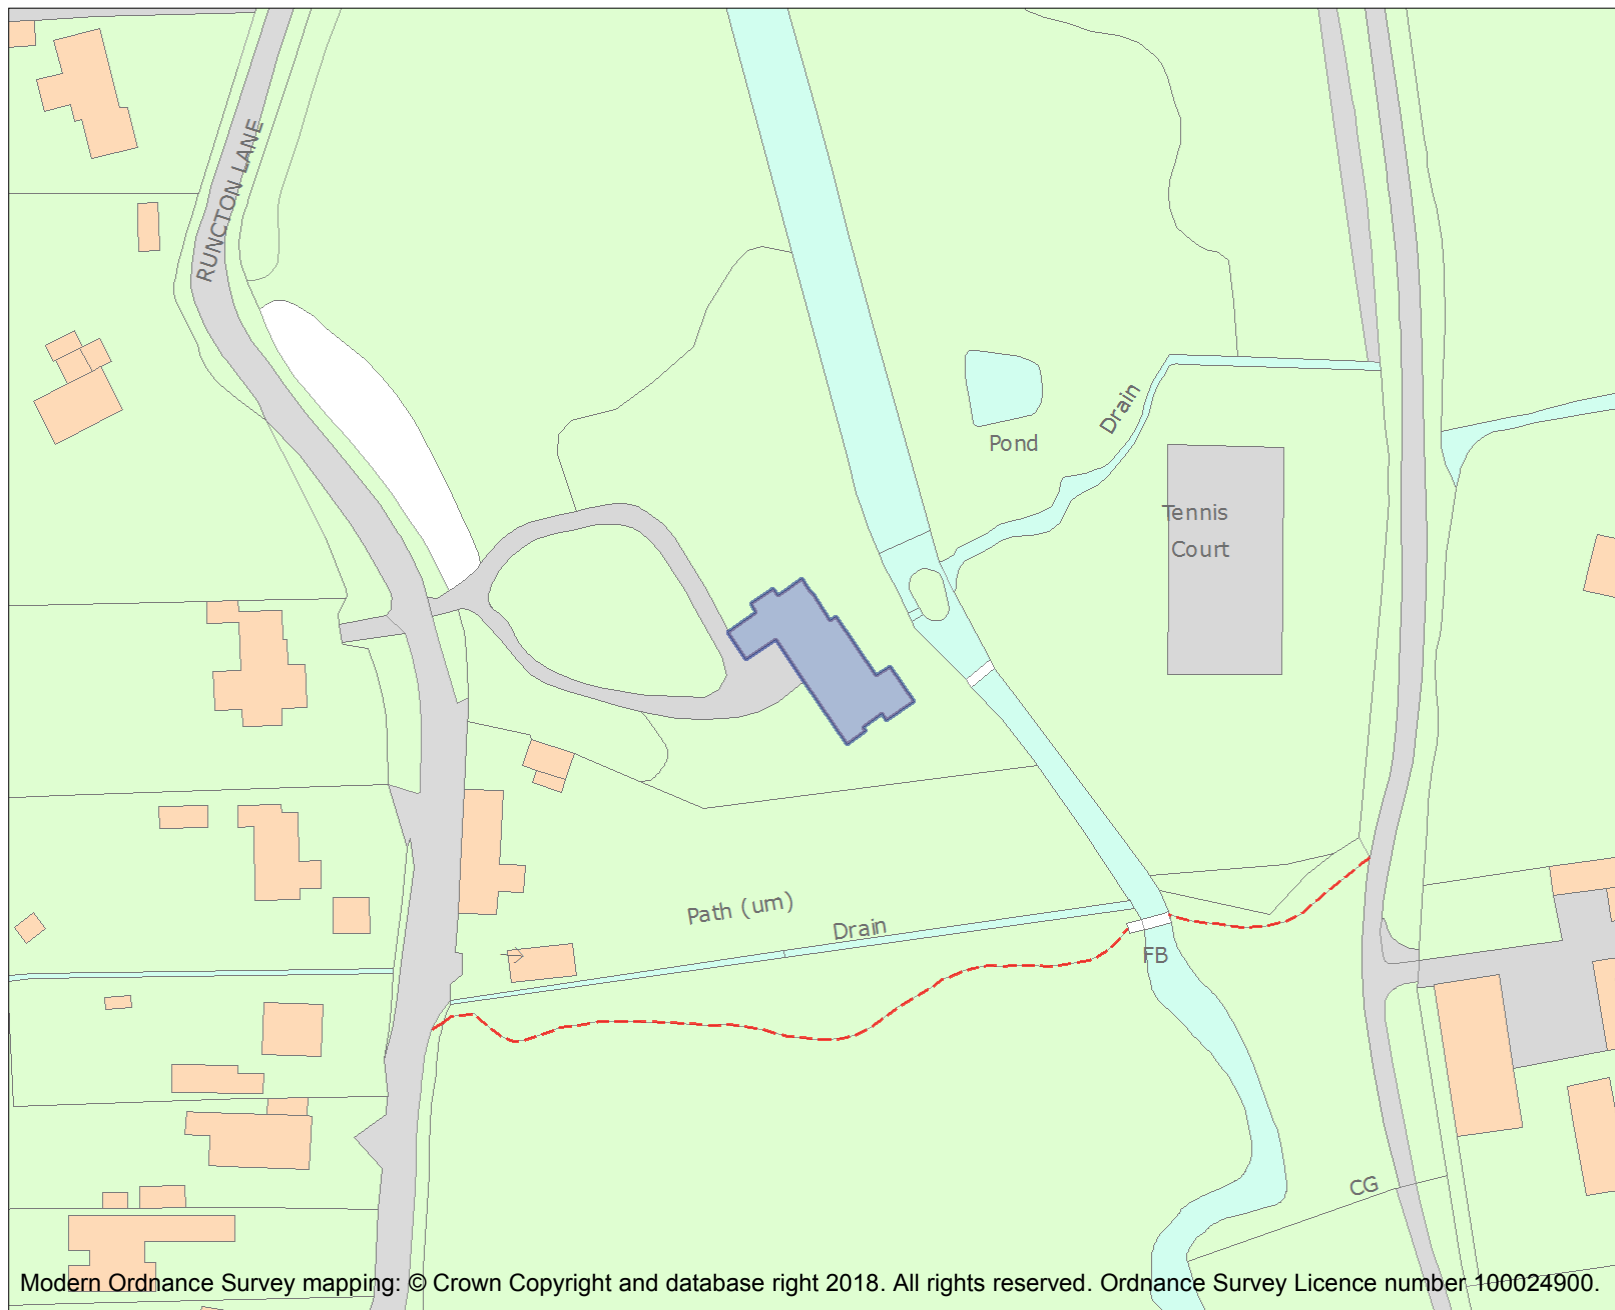 RUNCTON LANE
Drain
Pond
Tennis
Court
Path (um)
Drain
FB
CG
Modern Ordnance Survey mapping: © Crown Copyright and database right 2018. All rights reserved. Ordnance Survey Licence number 100024900.